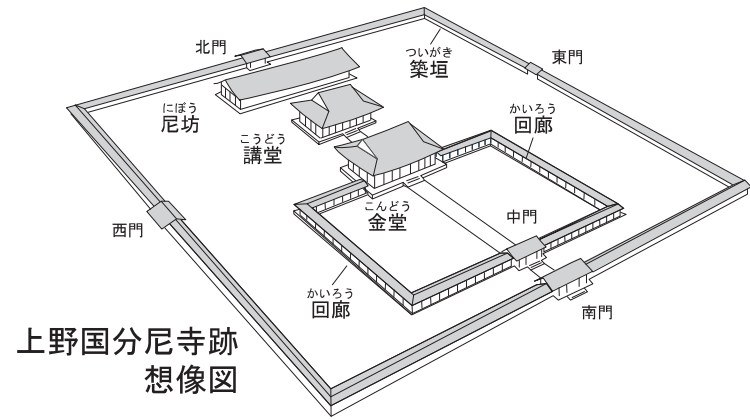 北門
ついがき
築垣
東門
にぼう
尼坊
かいろう
回廊
こうどう
講堂
こんどう
金堂
中門
西門
かいろう
回廊
南門
上野国分尼寺跡
想像図